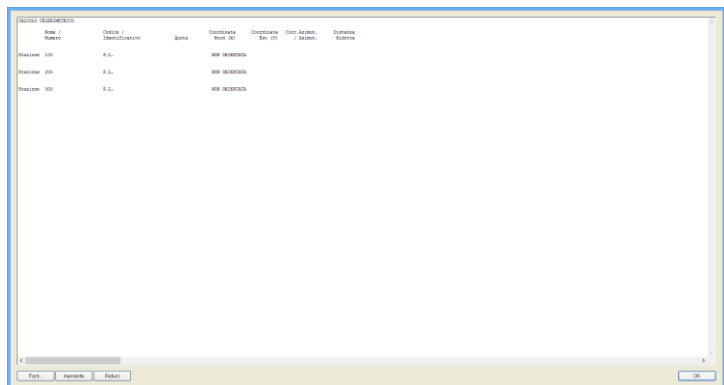 CALCOLO CELERIMETRICO
Nome / Codice / Coordinata Coordinata Corr.Azimut. Distanza
Numero Identificativo Quota Nord (X) Est (Y) / Azimut. Ridotta
Stazione 100 P.L. NON ORIENTATA
Stazione 200 P.L. NON ORIENTATA
Stazione 300 P.L. NON ORIENTATA
Font... Aumenta Riduci OK